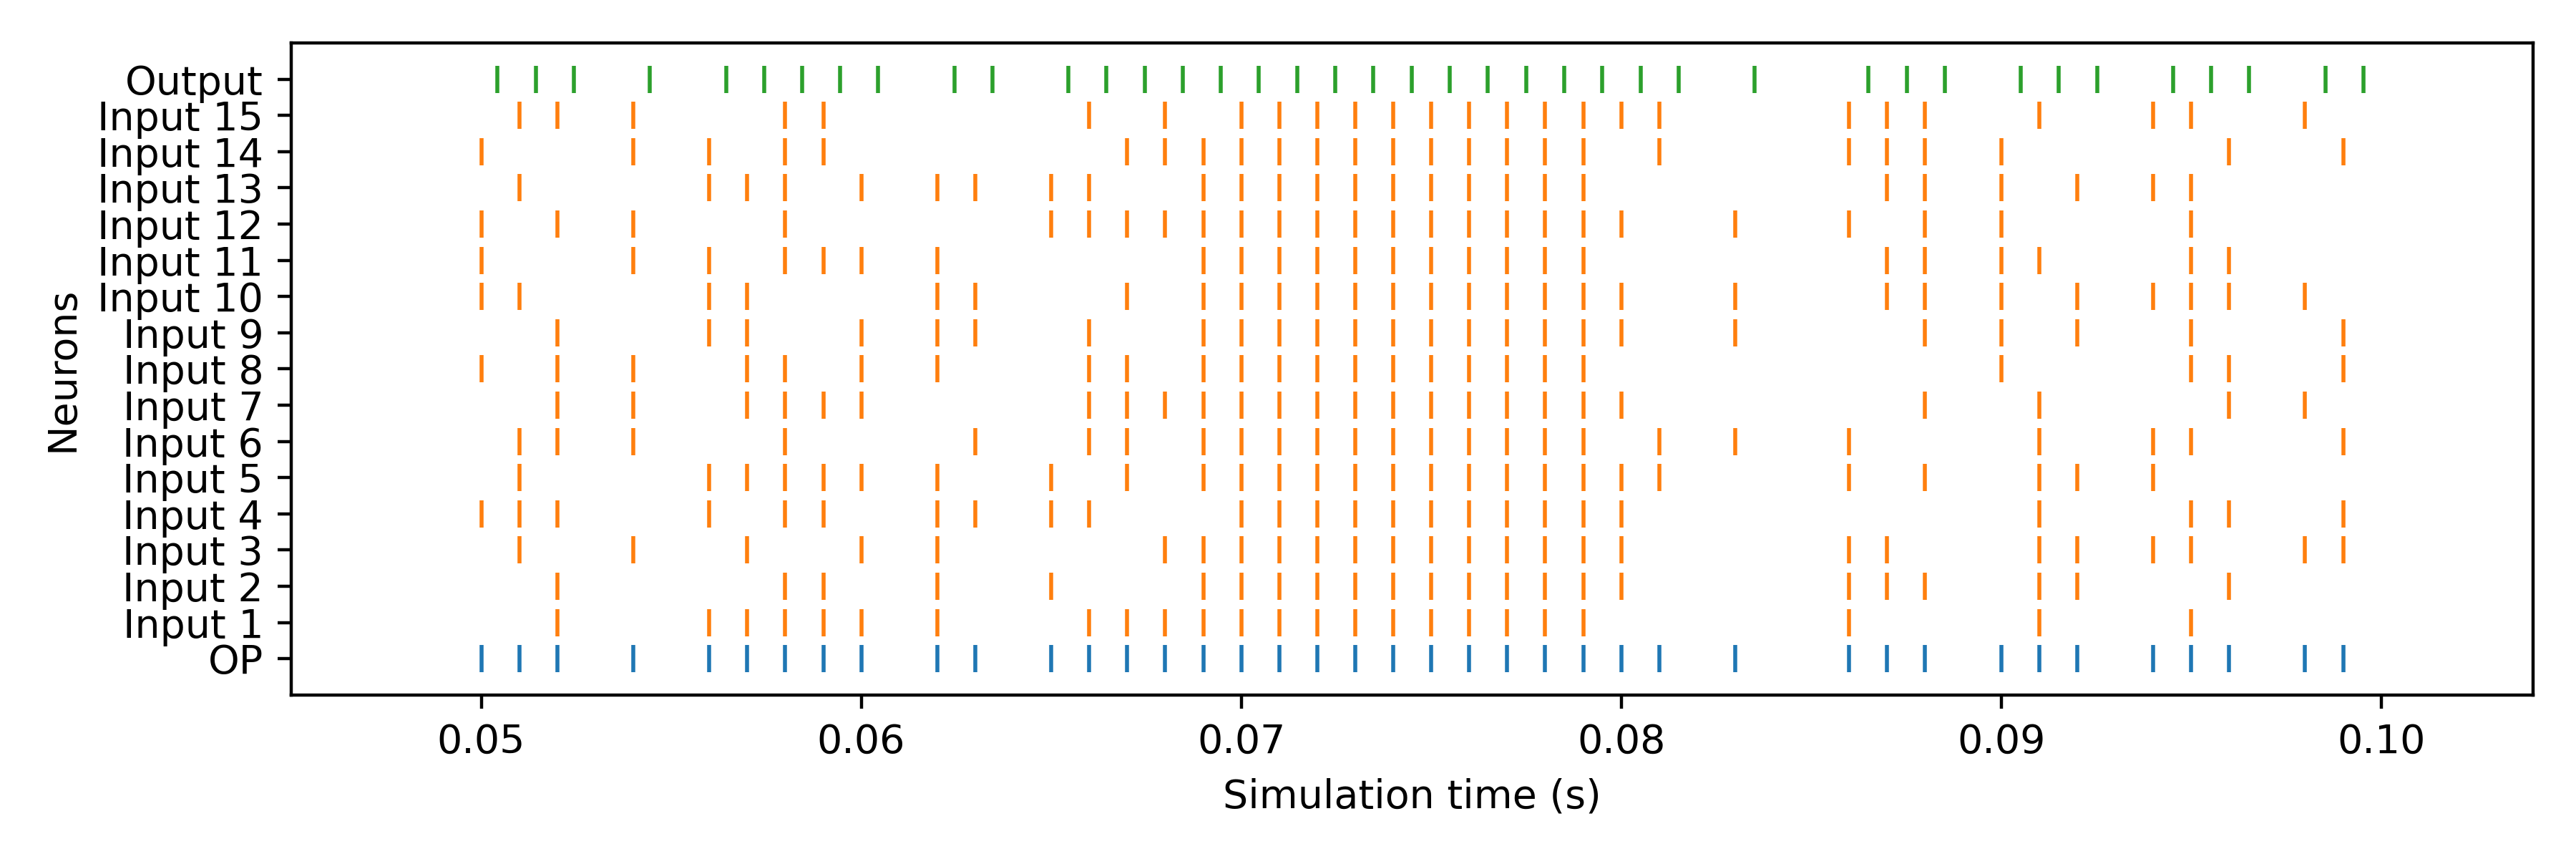 Output
Input 15
Input 14
Input 13
Input 12
Input 11
Input 10
Input 9
Input 8
Input 7
Input 6
Input 5
Input 4
Input 3
Input 2
Input 1
OP
Neurons
0.05 0.06 0.07 0.08 0.09 0.10
Simulation time (s)